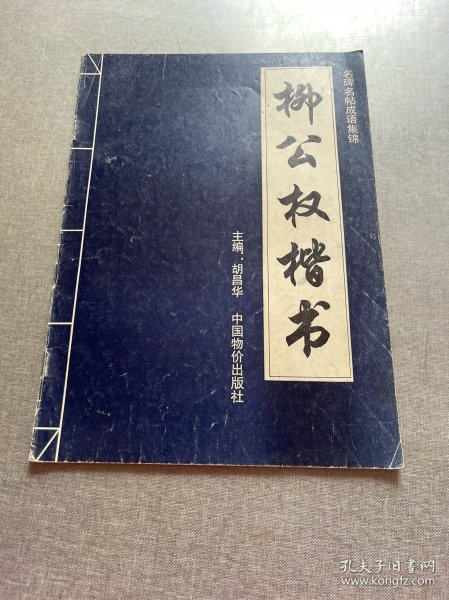 名碑名帖成语集锦
柳公权楷书
主编：胡昌华 中国物价出版社
孔夫子旧书网
www.kongfz.com